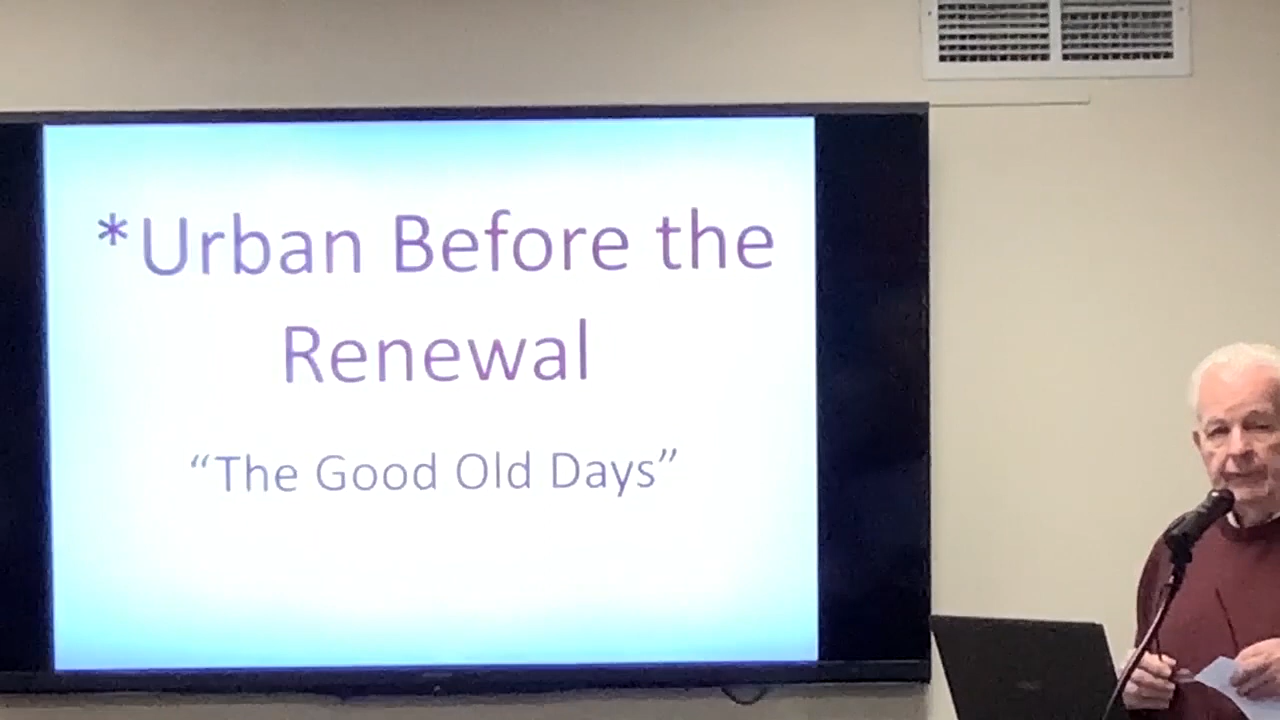 *Urban Before the
Renewal
“The Good Old Days”